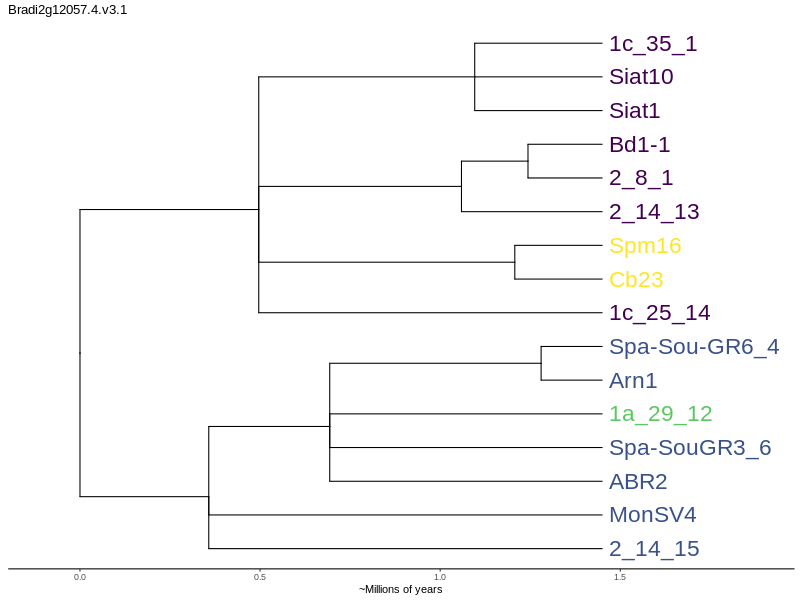 Bradi2g12057.4.v3.1
1c_35_1
Siat10
Siat1
Bd1-1
2_8_1
2_14_13
Spm16
Cb23
1c_25_14
Spa-Sou-GR6_4
Arn1
1a_29_12
Spa-SouGR3_6
ABR2
MonSV4
2_14_15
0.0 0.5 1.0 1.5
~Millions of years